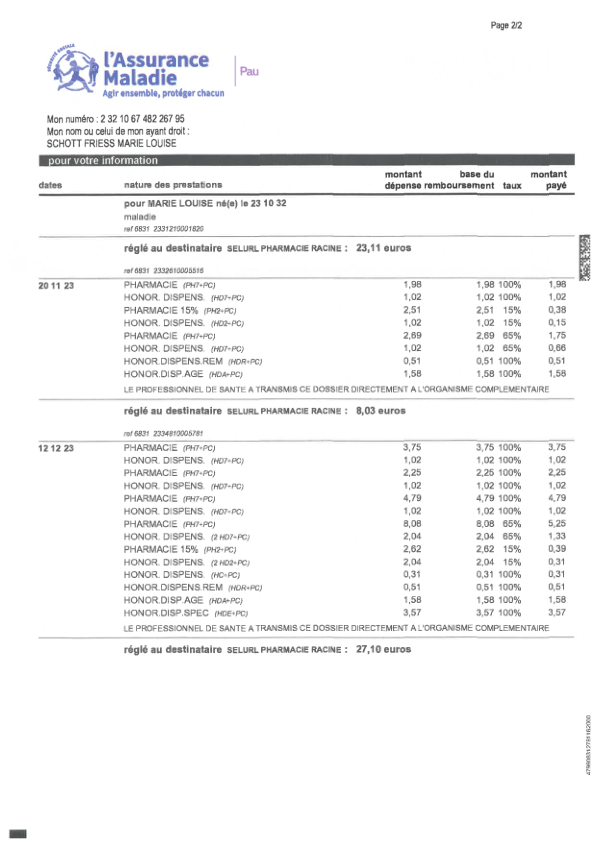 Page 2/2
SÉCURITÉ SOCIALE
l'Assurance
Maladie
Agir ensemble, protéger chacun
Pau
Mon numéro : 2 32 10 67 482 267 95
Mon nom ou celui de mon ayant droit :
SCHOTT FRIESS MARIE LOUISE
pour votre information
dates nature des prestations montant dépense base du remboursement taux montant payé
pour MARIE LOUISE né(e) le 23 10 32
maladie
ref 6831 2331210001820
réglé au destinataire SELURL PHARMACIE RACINE : 23,11 euros
ref 6831 2332610005516
20 11 23 PHARMACIE (PH7+PC) 1,98 1,98 100% 1,98
HONOR. DISPENS. (HD7+PC) 1,02 1,02 100% 1,02
PHARMACIE 15% (PH2+PC) 2,51 2,51 15% 0,38
HONOR. DISPENS. (HD2+PC) 1,02 1,02 15% 0,15
PHARMACIE (PH7+PC) 2,69 2,69 65% 1,75
HONOR. DISPENS. (HD7+PC) 1,02 1,02 65% 0,66
HONOR.DISPENS.REM (HDR+PC) 0,51 0,51 100% 0,51
HONOR.DISP.AGE (HDA+PC) 1,58 1,58 100% 1,58
LE PROFESSIONNEL DE SANTE A TRANSMIS CE DOSSIER DIRECTEMENT A L'ORGANISME COMPLEMENTAIRE
réglé au destinataire SELURL PHARMACIE RACINE : 8,03 euros
ref 6831 2334810005781
12 12 23 PHARMACIE (PH7+PC) 3,75 3,75 100% 3,75
HONOR. DISPENS. (HD7+PC) 1,02 1,02 100% 1,02
PHARMACIE (PH7+PC) 2,25 2,25 100% 2,25
HONOR. DISPENS. (HD7+PC) 1,02 1,02 100% 1,02
PHARMACIE (PH7+PC) 4,79 4,79 100% 4,79
HONOR. DISPENS. (HD7+PC) 1,02 1,02 100% 1,02
PHARMACIE (PH7+PC) 8,08 8,08 65% 5,25
HONOR. DISPENS. (2 HD7+PC) 2,04 2,04 65% 1,33
PHARMACIE 15% (PH2+PC) 2,62 2,62 15% 0,39
HONOR. DISPENS. (2 HD2+PC) 2,04 2,04 15% 0,31
HONOR. DISPENS. (HC+PC) 0,31 0,31 100% 0,31
HONOR.DISPENS.REM (HDR+PC) 0,51 0,51 100% 0,51
HONOR.DISP.AGE (HDA+PC) 1,58 1,58 100% 1,58
HONOR.DISP.SPEC (HDE+PC) 3,57 3,57 100% 3,57
LE PROFESSIONNEL DE SANTE A TRANSMIS CE DOSSIER DIRECTEMENT A L'ORGANISME COMPLEMENTAIRE
réglé au destinataire SELURL PHARMACIE RACINE : 27,10 euros